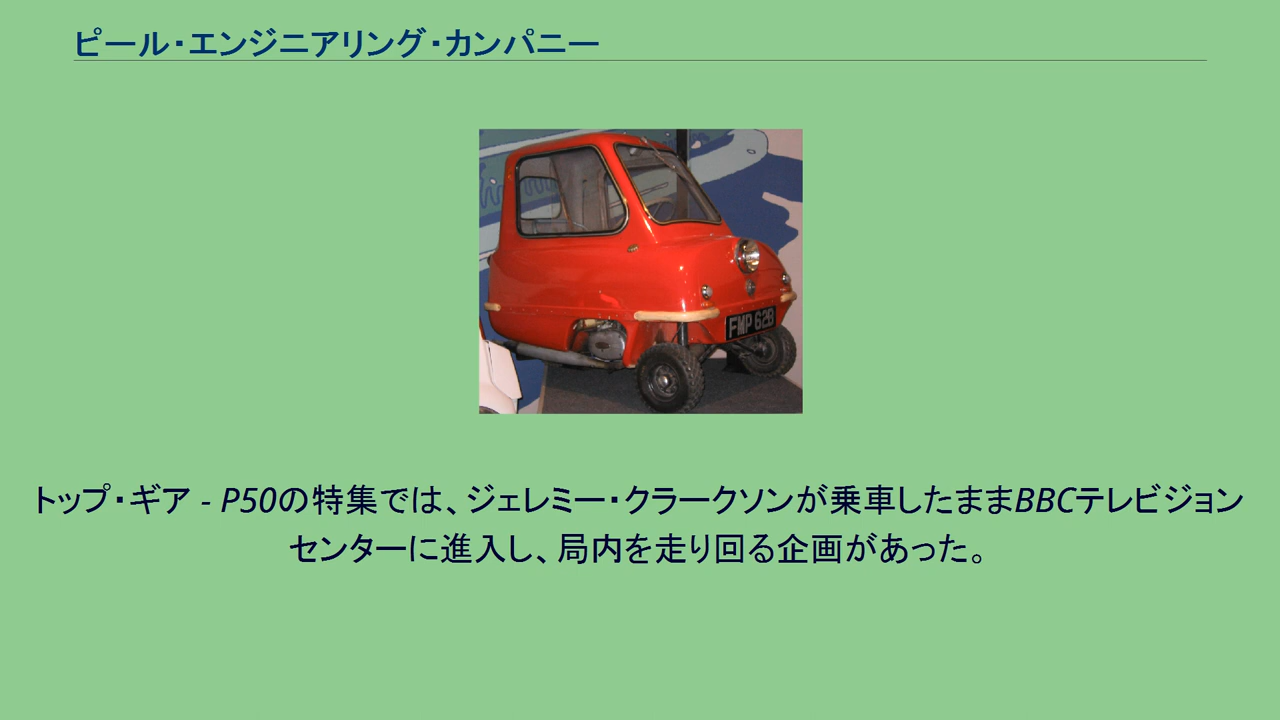 ピール・エンジニアリング・カンパニー
FMP 62B
トップ・ギア - P50の特集では、ジェレミー・クラークソンが乗車したままBBCテレビジョン
センターに進入し、局内を走り回る企画があった。